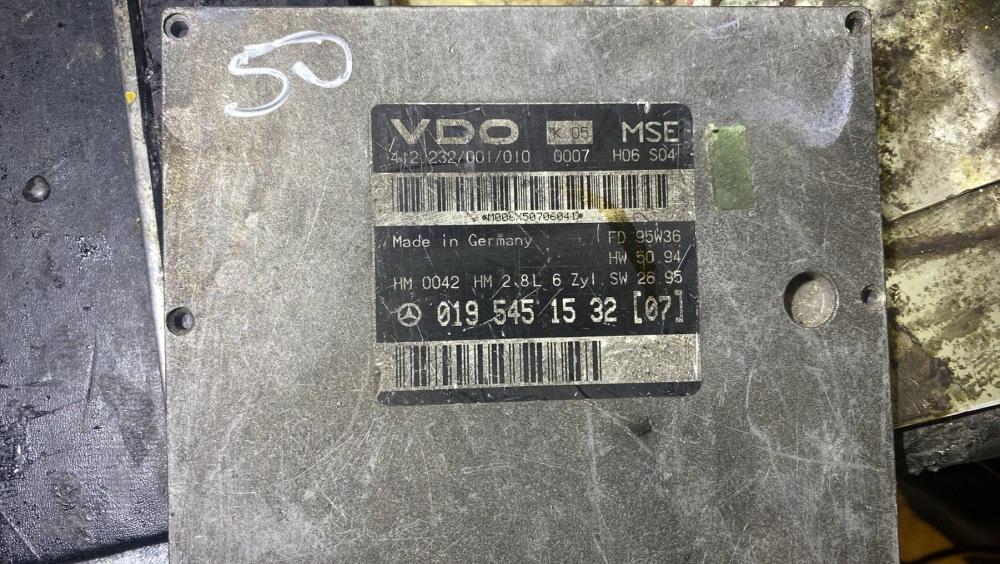 50
VDO K 05 MSE
412.232/001/010 0007 H06 S04
*M006X50706041*
Made in Germany FD 95W36
HW 50.94
HM 0042 HM 2.8L 6 Zyl. SW 26.95
019 545 15 32 [07]